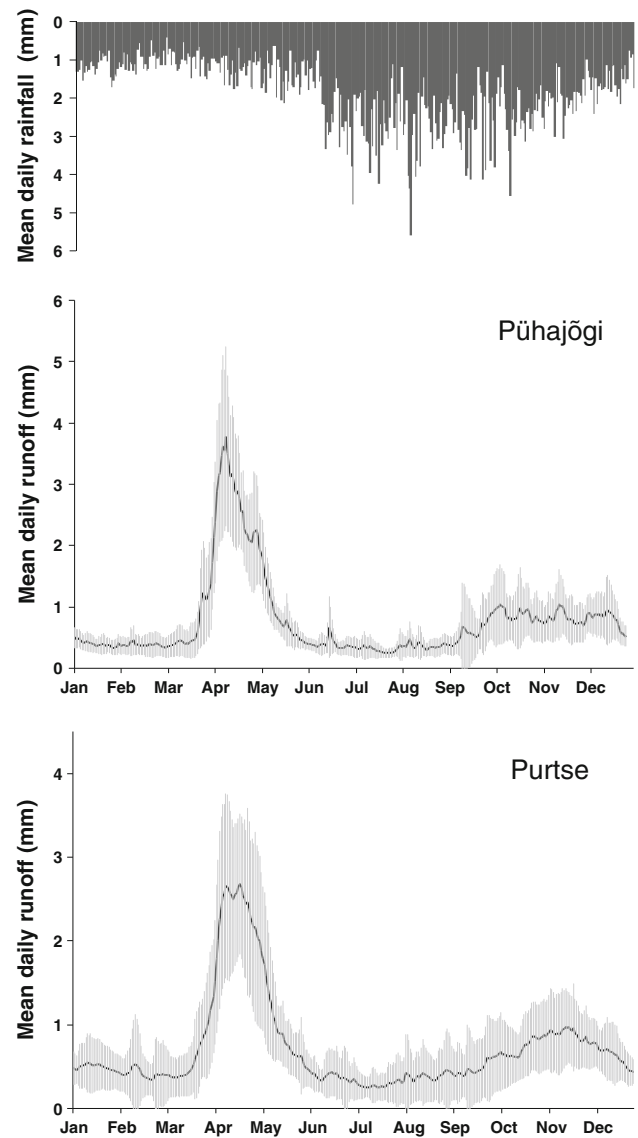 Mean daily rainfall (mm)
0
1
2
3
4
5
6
Pühajõgi
Mean daily runoff (mm)
6
5
4
3
2
1
0
Jan Feb Mar Apr May Jun Jul Aug Sep Oct Nov Dec
Purtse
Mean daily runoff (mm)
4
3
2
1
0
Jan Feb Mar Apr May Jun Jul Aug Sep Oct Nov Dec